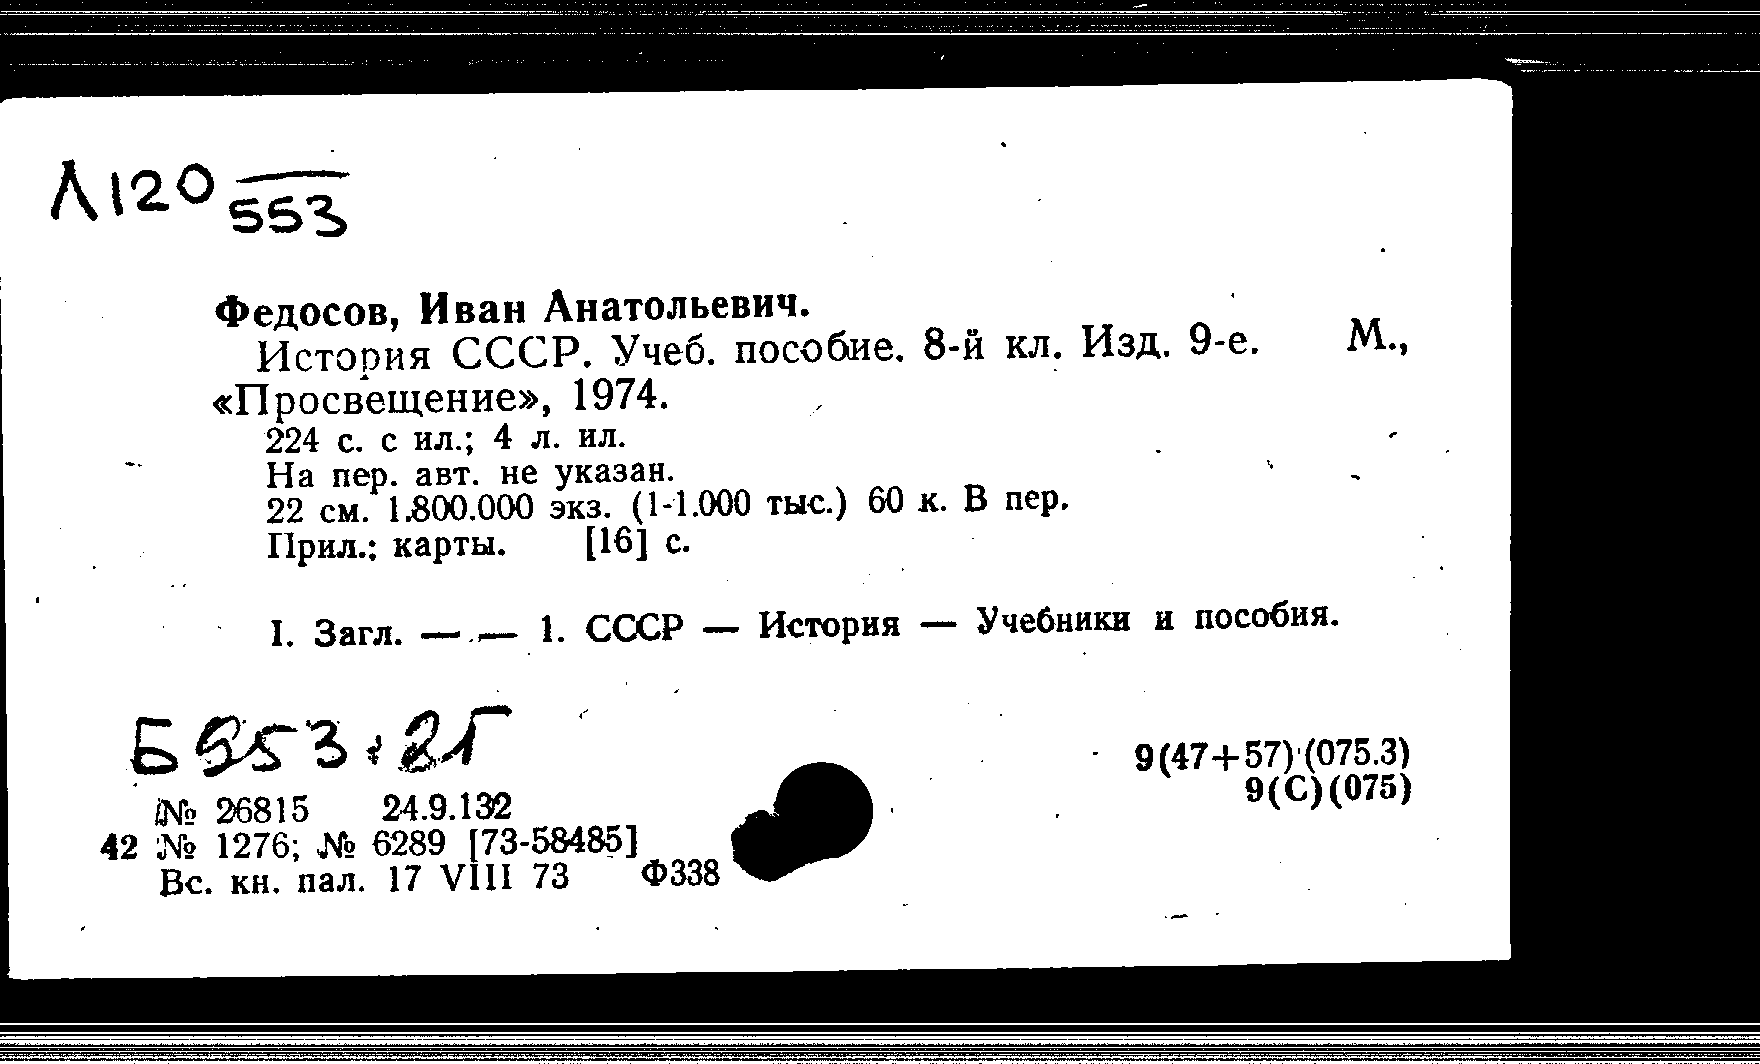 Л120 553
Федосов, Иван Анатольевич.
История СССР. Учеб. пособие. 8-й кл. Изд. 9-е. М.,
«Просвещение», 1974.
224 с. с ил.; 4 л. ил.
На пер. авт. не указан.
22 см. 1.800.000 экз. (1-1.000 тыс.) 60 к. В пер.
Прил.: карты. [16] с.
I. Загл. — — 1. СССР — История — Учебники и пособия.
9(47+57) (075.3)
9(С)(075)
№ 26815 24.9.132
42 № 1276; № 6289 [73-58485]
Вс. кн. пал. 17 VIII 73 Ф338